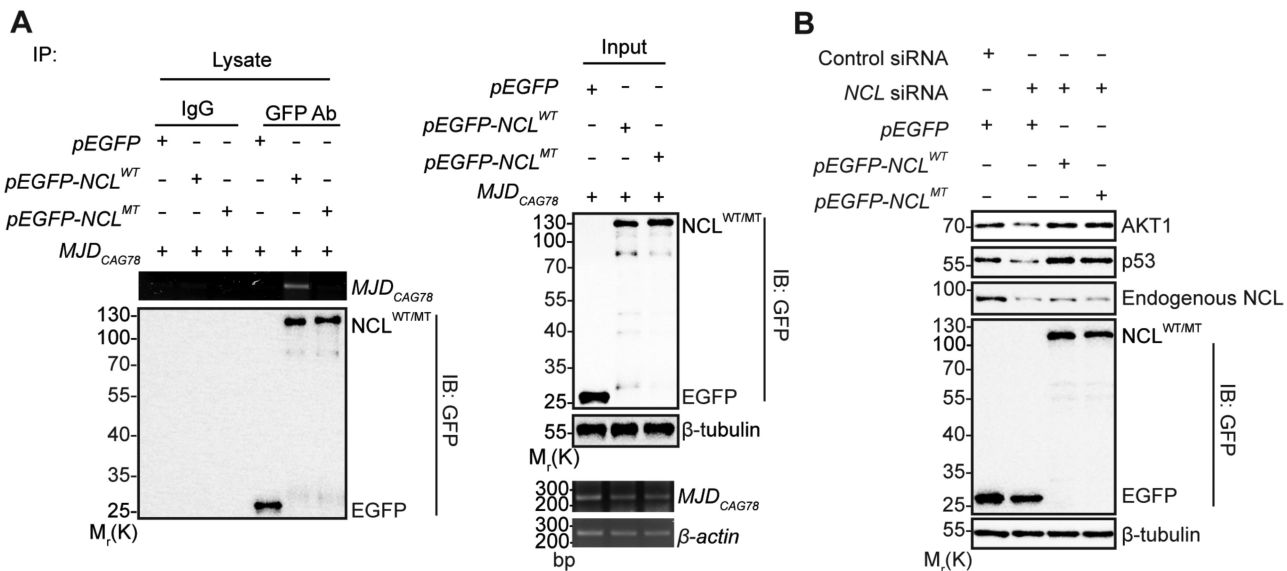 A
IP:
Lysate
IgG GFP Ab
pEGFP + – – + – –
pEGFP-NCL^WT – + – – + –
pEGFP-NCL^MT – – + – – +
MJD_CAG78 + + + + + +
MJD_CAG78
130
100
70
55
40
35
25
NCL^WT/MT
EGFP
IB: GFP
M_r(K)
Input
pEGFP + – –
pEGFP-NCL^WT – + –
pEGFP-NCL^MT – – +
MJD_CAG78 + + +
130
100
70
55
40
35
25
NCL^WT/MT
EGFP
IB: GFP
55 β-tubulin
M_r(K)
300
200
MJD_CAG78
300
200
β-actin
bp
B
Control siRNA + – – –
NCL siRNA – + + +
pEGFP + + – –
pEGFP-NCL^WT – – + –
pEGFP-NCL^MT – – – +
70 AKT1
55 p53
100 Endogenous NCL
130
100
70
55
40
35
25
NCL^WT/MT
EGFP
IB: GFP
55 β-tubulin
M_r(K)